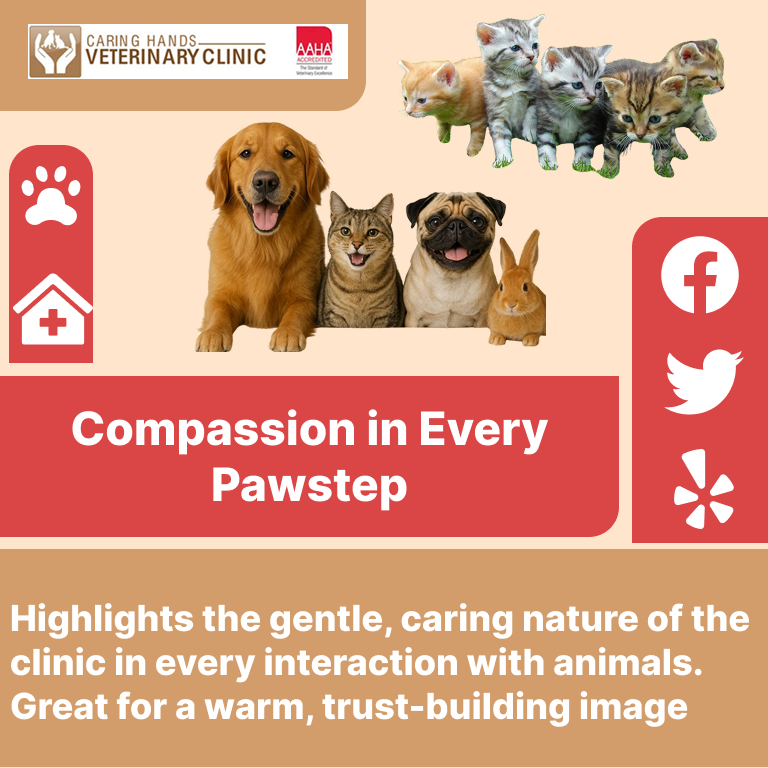 CARING HANDS
VETERINARY CLINIC
AAHA
ACCREDITED
The Standard of
Veterinary Excellence
Compassion in Every
Pawstep
Highlights the gentle, caring nature of the
clinic in every interaction with animals.
Great for a warm, trust-building image